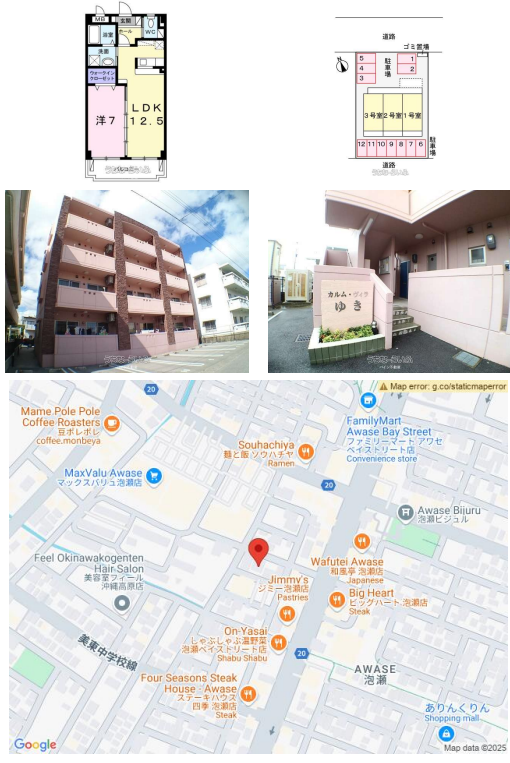 MB
玄関
ホール
WC
浴室
洗面
ウォークイン
クローゼット
LDK
12.5
洋7
バルコニー
道路
ゴミ置場
5
4
3
駐車場
1
2
3号室
2号室
1号室
12
11
10
9
8
7
6
駐車場
道路
カルム・ヴィラ
ゆき
Map error: g.co/staticmaperror
20
Mame Pole Pole
Coffee Roasters
豆ポレポレ
coffee.monbeya
FamilyMart
Awase Bay Street
ファミリーマート アワセ
ベイストリート店
Convenience store
Souhachiya
麺と飯 ソウハチヤ
Ramen
MaxValu Awase
マックスバリュ泡瀬店
20
Awase Bijuru
泡瀬ビジュル
Feel Okinawakogenten
Hair Salon
美容室フィール
沖縄高原店
Wafutei Awase
和風亭 泡瀬店
Japanese
Jimmy's
ジミー泡瀬店
Pastries
Big Heart
ビッグハート 泡瀬店
Steak
On-Yasai
しゃぶしゃぶ温野菜
泡瀬ベイストリート店
Shabu Shabu
美東中学校線
20
AWASE
泡瀬
Four Seasons Steak
House - Awase
ステーキハウス
四季 泡瀬店
Steak
ありんくりん
Shopping mall
Google
Map data ©2025